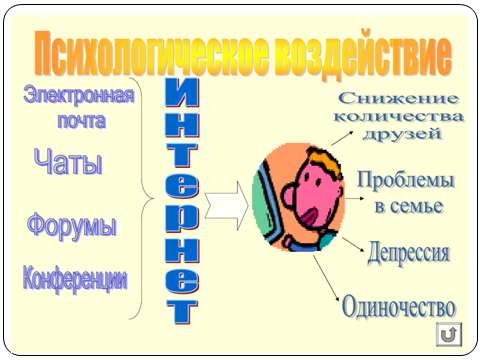 Психологическое воздействие
Электронная
почта
Чаты
Форумы
Конференции
Интернет
Снижение
количества
друзей
Проблемы
в семье
Депрессия
Одиночество